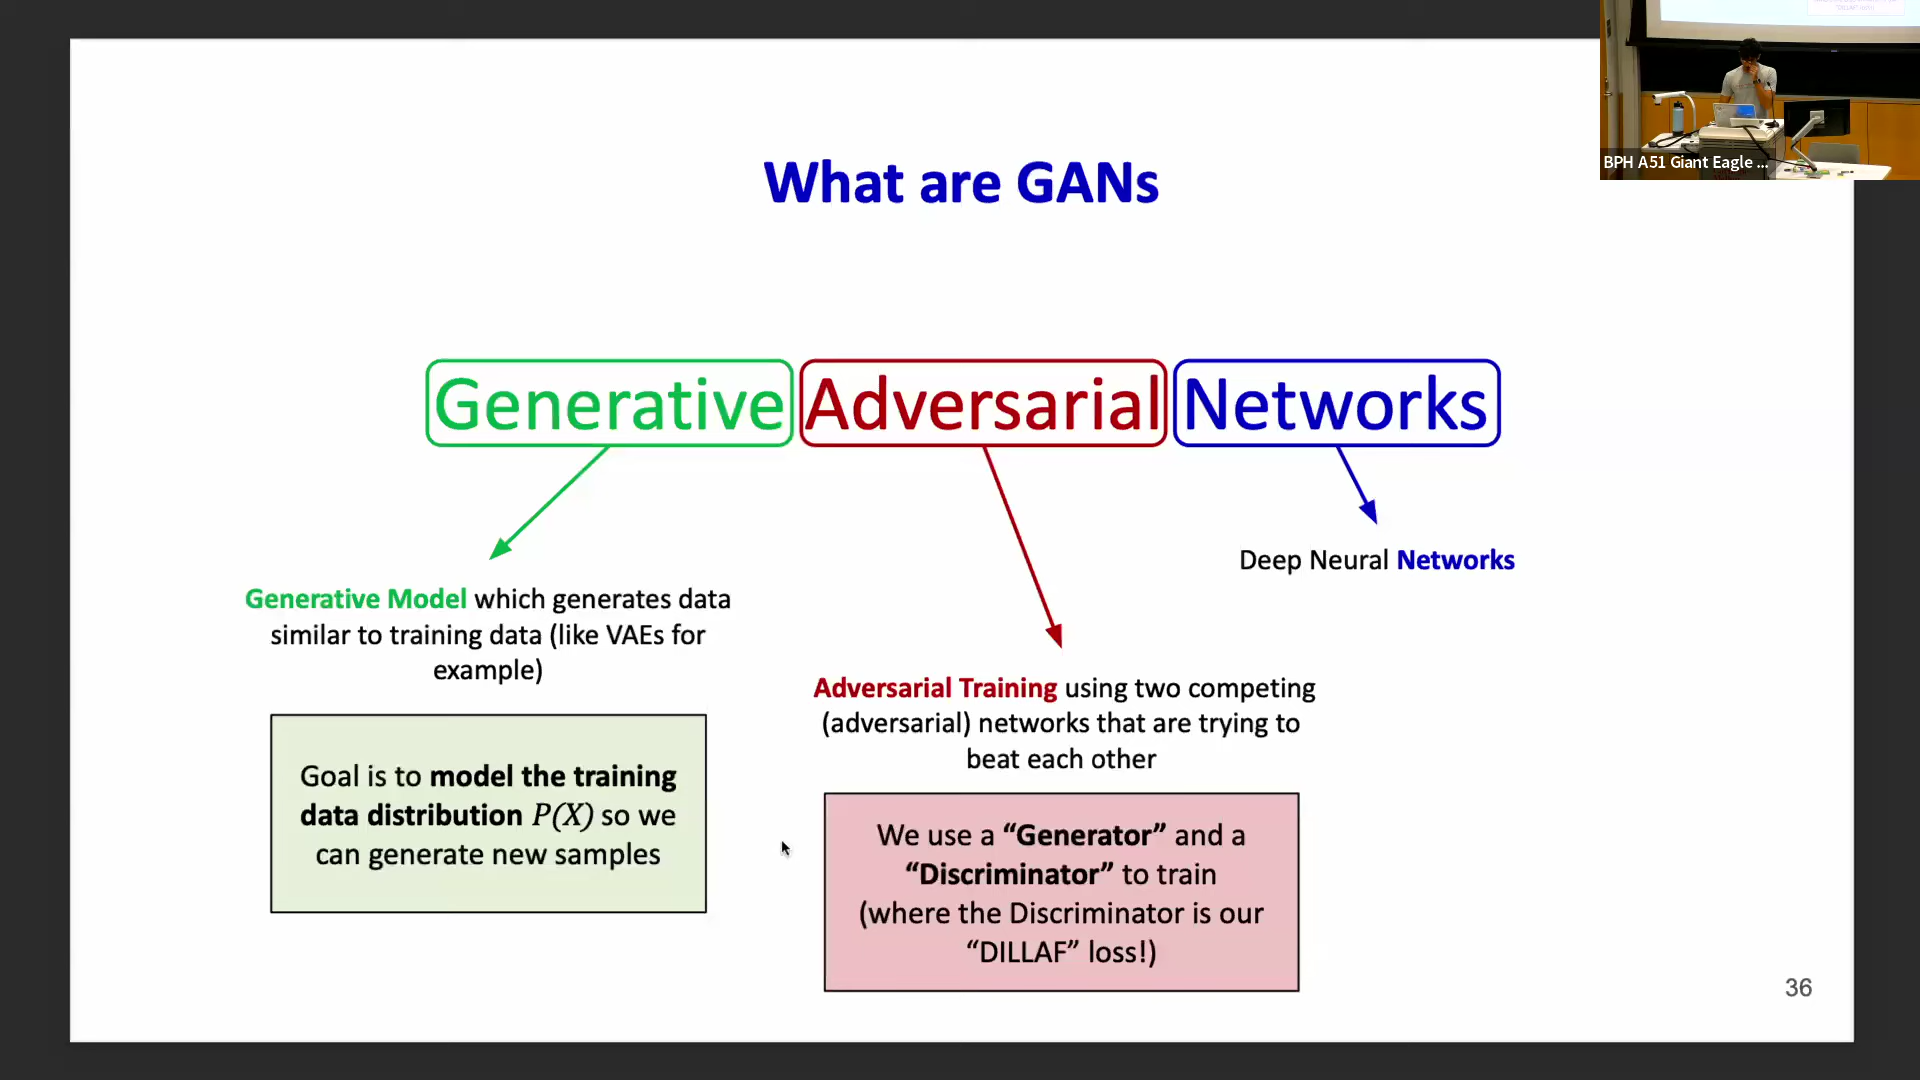 What are GANs
Generative Adversarial Networks
Deep Neural Networks
Generative Model which generates data
similar to training data (like VAEs for
example)
Goal is to model the training
data distribution P(X) so we
can generate new samples
Adversarial Training using two competing
(adversarial) networks that are trying to
beat each other
We use a “Generator” and a
“Discriminator” to train
(where the Discriminator is our
“DILLAF” loss!)
36
BPH A51 Giant Eagle ...